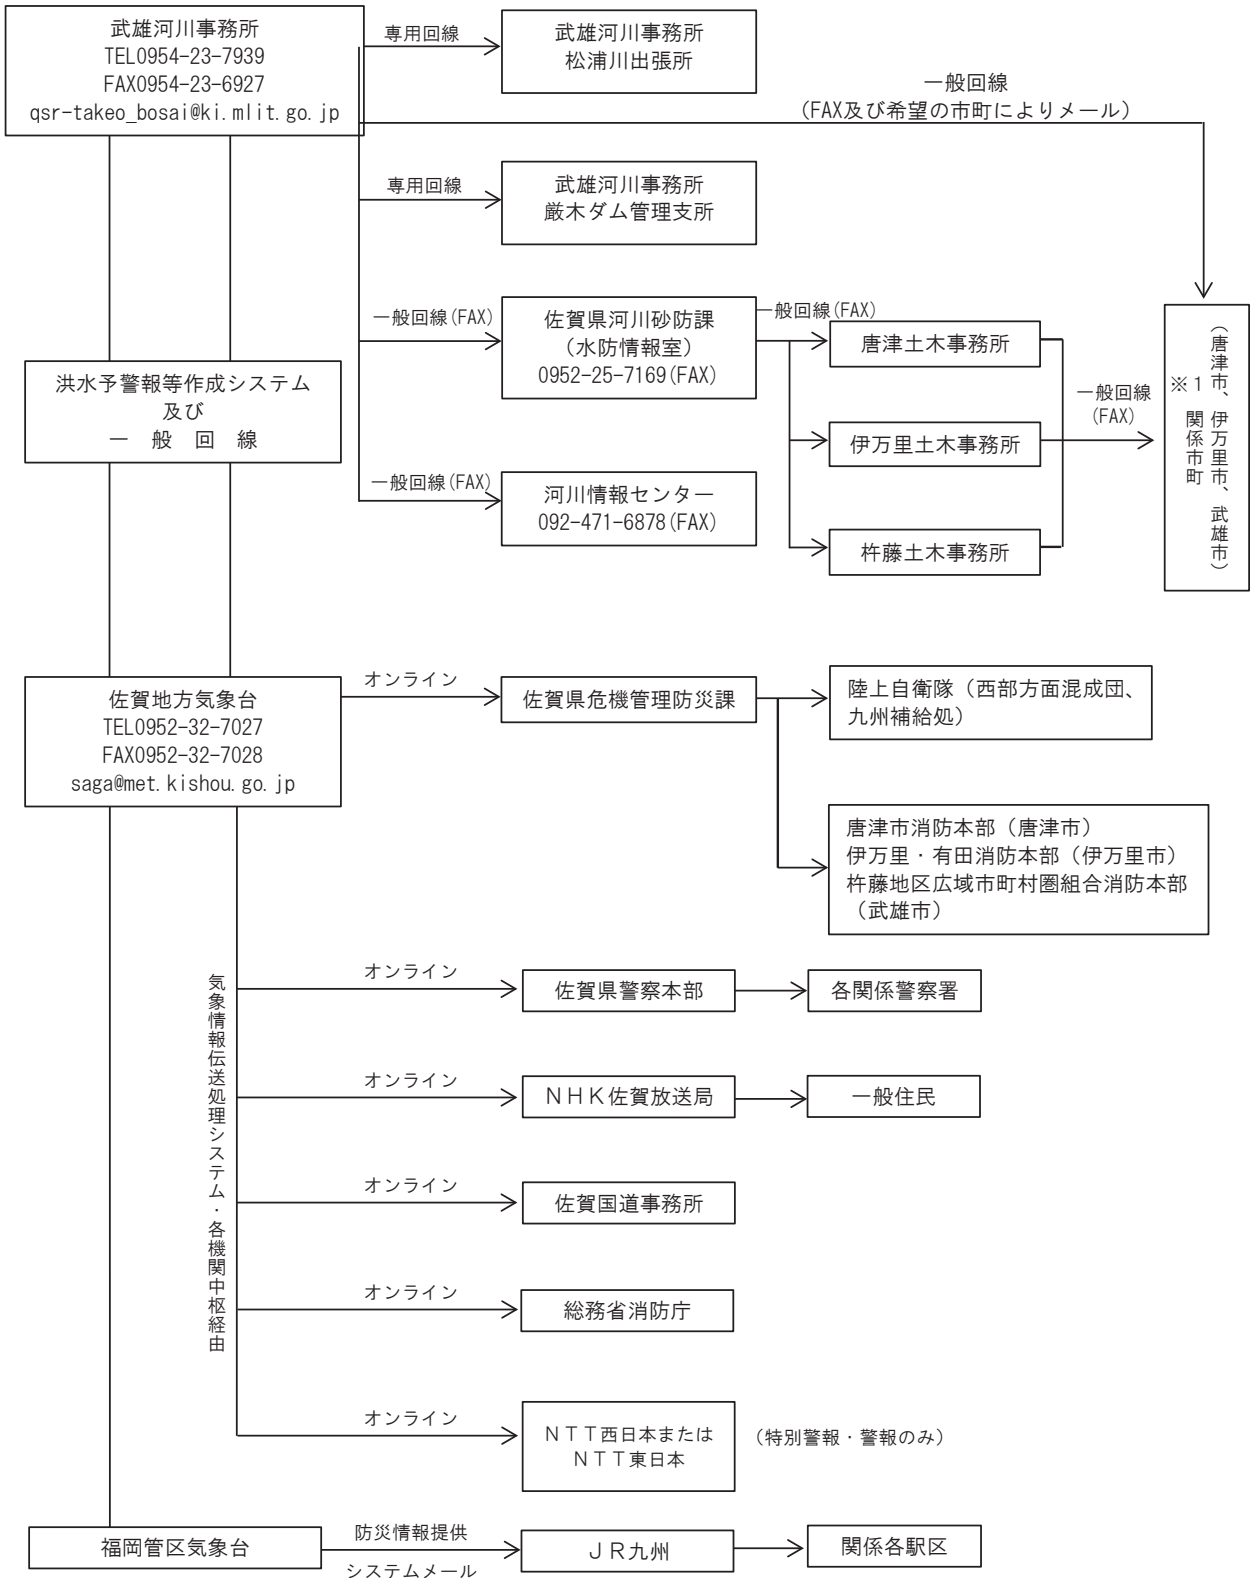 武雄河川事務所
TEL0954-23-7939
FAX0954-23-6927
qsr-takeo_bosai@ki.mlit.go.jp
専用回線
武雄河川事務所
松浦川出張所
一般回線
(FAX及び希望の市町によりメール)
専用回線
武雄河川事務所
厳木ダム管理支所
一般回線(FAX)
佐賀県河川砂防課
(水防情報室)
0952-25-7169(FAX)
一般回線(FAX)
唐津土木事務所
伊万里土木事務所
杵藤土木事務所
一般回線
(FAX)
※1 関係市町
(唐津市、伊万里市、武雄市)
洪水予警報等作成システム
及び
一 般 回 線
一般回線(FAX)
河川情報センター
092-471-6878(FAX)
佐賀地方気象台
TEL0952-32-7027
FAX0952-32-7028
saga@met.kishou.go.jp
オンライン
佐賀県危機管理防災課
陸上自衛隊(西部方面混成団、
九州補給処)
唐津市消防本部(唐津市)
伊万里・有田消防本部(伊万里市)
杵藤地区広域市町村圏組合消防本部
(武雄市)
気象情報伝送処理システム・各機関中枢経由
オンライン
佐賀県警察本部
各関係警察署
オンライン
NHK佐賀放送局
一般住民
オンライン
佐賀国道事務所
オンライン
総務省消防庁
オンライン
NTT西日本または
NTT東日本
(特別警報・警報のみ)
福岡管区気象台
防災情報提供
システムメール
JR九州
関係各駅区